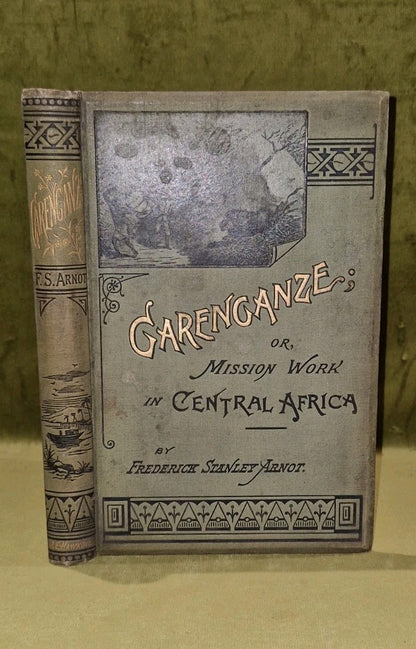 GARENGANZE
F. S. ARNOT
GARENGANZE;
OR,
MISSION WORK
IN CENTRAL AFRICA
BY
FREDERICK STANLEY ARNOT.